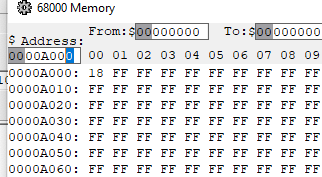 68000 Memory
From:$00000000 To:$00000000
$ Address:
0000A000 00 01 02 03 04 05 06 07 08 09
0000A000: 18 FF FF FF FF FF FF FF FF FF
0000A010: FF FF FF FF FF FF FF FF FF FF
0000A020: FF FF FF FF FF FF FF FF FF FF
0000A030: FF FF FF FF FF FF FF FF FF FF
0000A040: FF FF FF FF FF FF FF FF FF FF
0000A050: FF FF FF FF FF FF FF FF FF FF
0000A060: FF FF FF FF FF FF FF FF FF FF